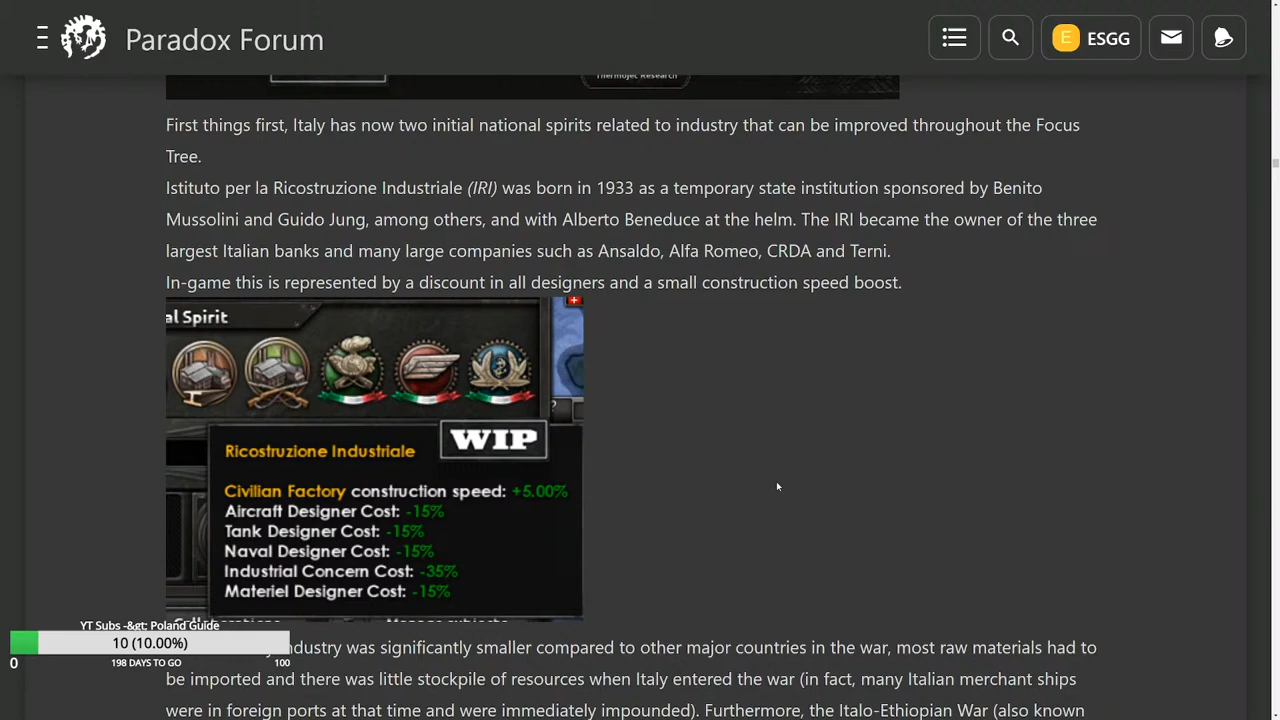 Paradox Forum
E ESGG
Thermojet Research
First things first, Italy has now two initial national spirits related to industry that can be improved throughout the Focus
Tree.
Istituto per la Ricostruzione Industriale (IRI) was born in 1933 as a temporary state institution sponsored by Benito
Mussolini and Guido Jung, among others, and with Alberto Beneduce at the helm. The IRI became the owner of the three
largest Italian banks and many large companies such as Ansaldo, Alfa Romeo, CRDA and Terni.
In-game this is represented by a discount in all designers and a small construction speed boost.
al Spirit
WIP
Ricostruzione Industriale
Civilian Factory construction speed: +5.00%
Aircraft Designer Cost: -15%
Tank Designer Cost: -15%
Naval Designer Cost: -15%
Industrial Concern Cost: -35%
Materiel Designer Cost: -15%
YT Subs -&gt; Poland Guide
10 (10.00%)
0 198 DAYS TO GO 100
industry was significantly smaller compared to other major countries in the war, most raw materials had to
be imported and there was little stockpile of resources when Italy entered the war (in fact, many Italian merchant ships
were in foreign ports at that time and were immediately impounded). Furthermore, the Italo-Ethiopian War (also known